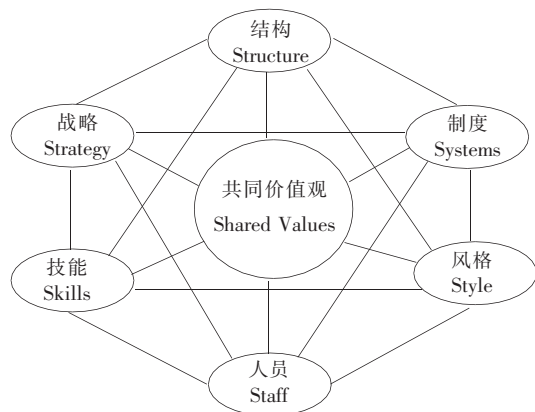 结构
Structure
战略
Strategy
制度
Systems
共同价值观
Shared Values
技能
Skills
风格
Style
人员
Staff